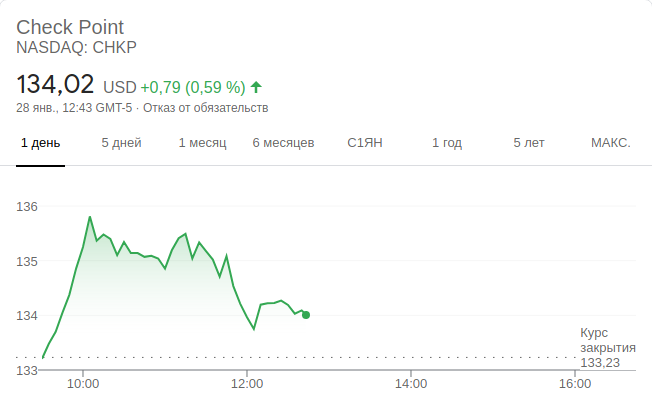 Check Point
NASDAQ: CHKP
134,02 USD +0,79 (0,59 %)
28 янв., 12:43 GMT-5 · Отказ от обязательств
1 день 5 дней 1 месяц 6 месяцев С1ЯН 1 год 5 лет МАКС.
136
135
134
Курс
закрытия
133,23
133
10:00 12:00 14:00 16:00